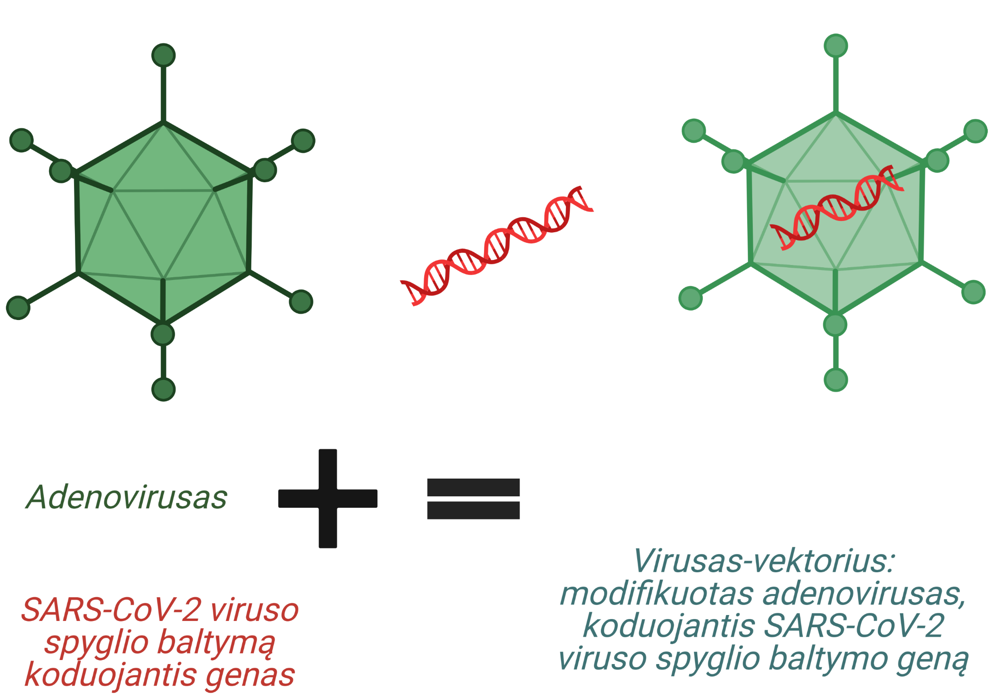 Adenovirusas
SARS-CoV-2 viruso
spyglio baltymą
koduojantis genas
Virusas-vektorius:
modifikuotas adenovirusas,
koduojantis SARS-CoV-2
viruso spyglio baltymo geną